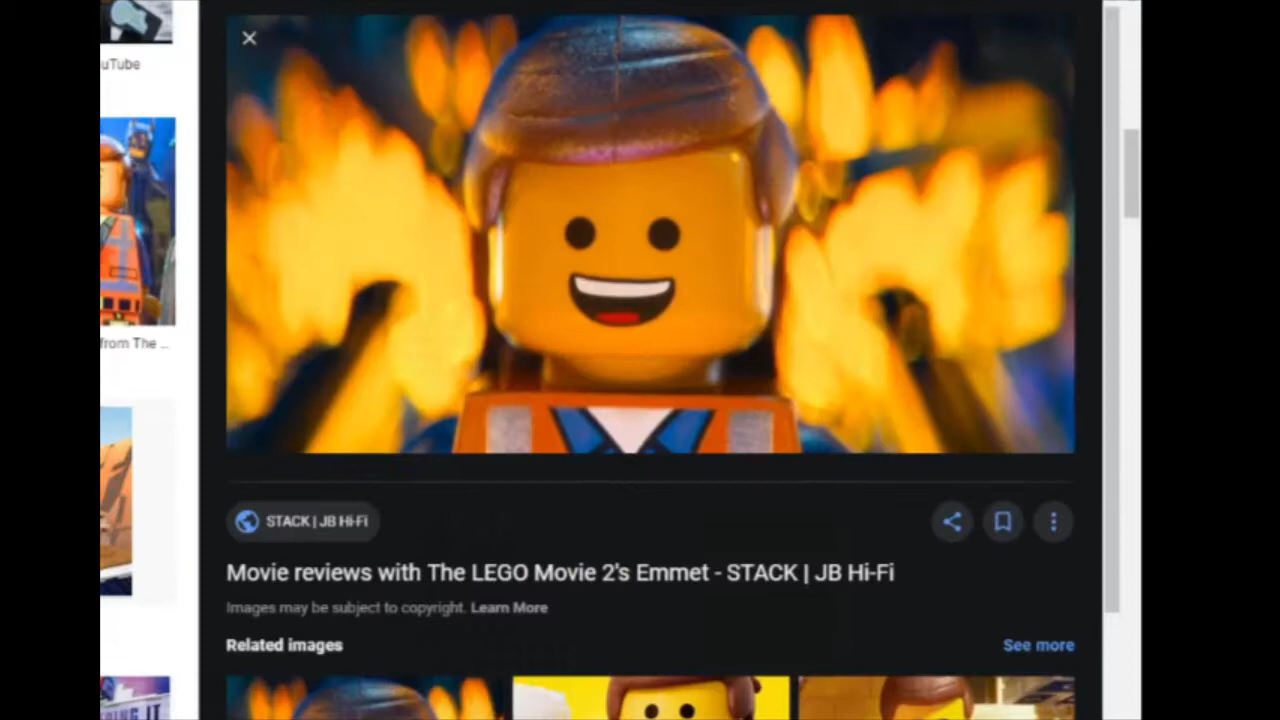 uTube
from The ...
STACK | JB Hi-Fi
Movie reviews with The LEGO Movie 2's Emmet - STACK | JB Hi-Fi
Images may be subject to copyright. Learn More
Related images
See more